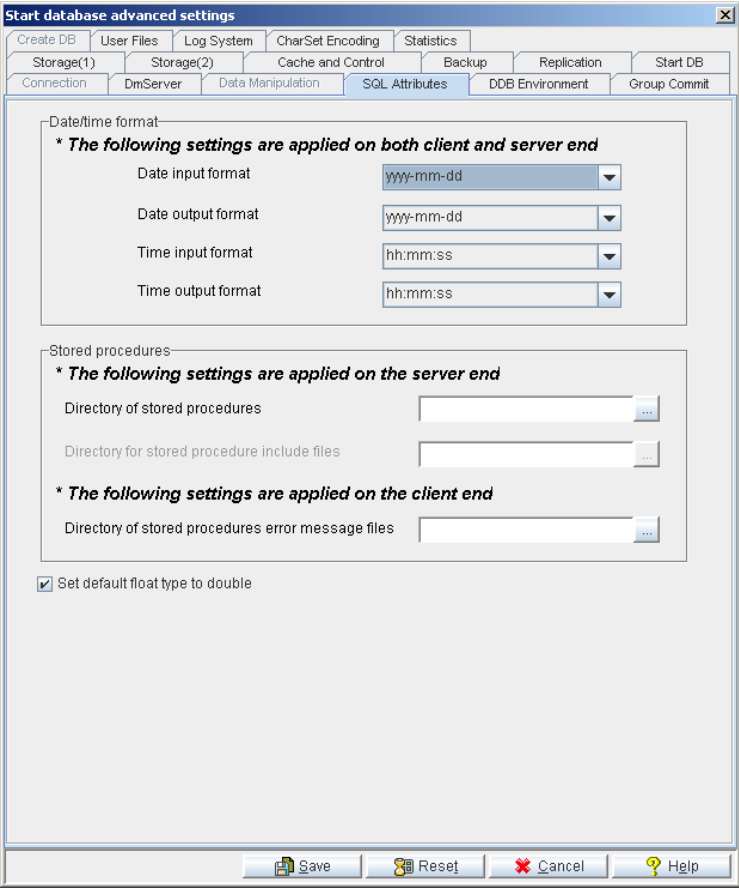 Start database advanced settings
Create DB User Files Log System CharSet Encoding Statistics
Storage(1) Storage(2) Cache and Control Backup Replication Start DB
Connection DmServer Data Manipulation SQL Attributes DDB Environment Group Commit
Date/time format
* The following settings are applied on both client and server end
Date input format yyyy-mm-dd
Date output format yyyy-mm-dd
Time input format hh:mm:ss
Time output format hh:mm:ss
Stored procedures
* The following settings are applied on the server end
Directory of stored procedures ...
Directory for stored procedure include files ...
* The following settings are applied on the client end
Directory of stored procedures error message files ...
Set default float type to double
Save Reset Cancel Help